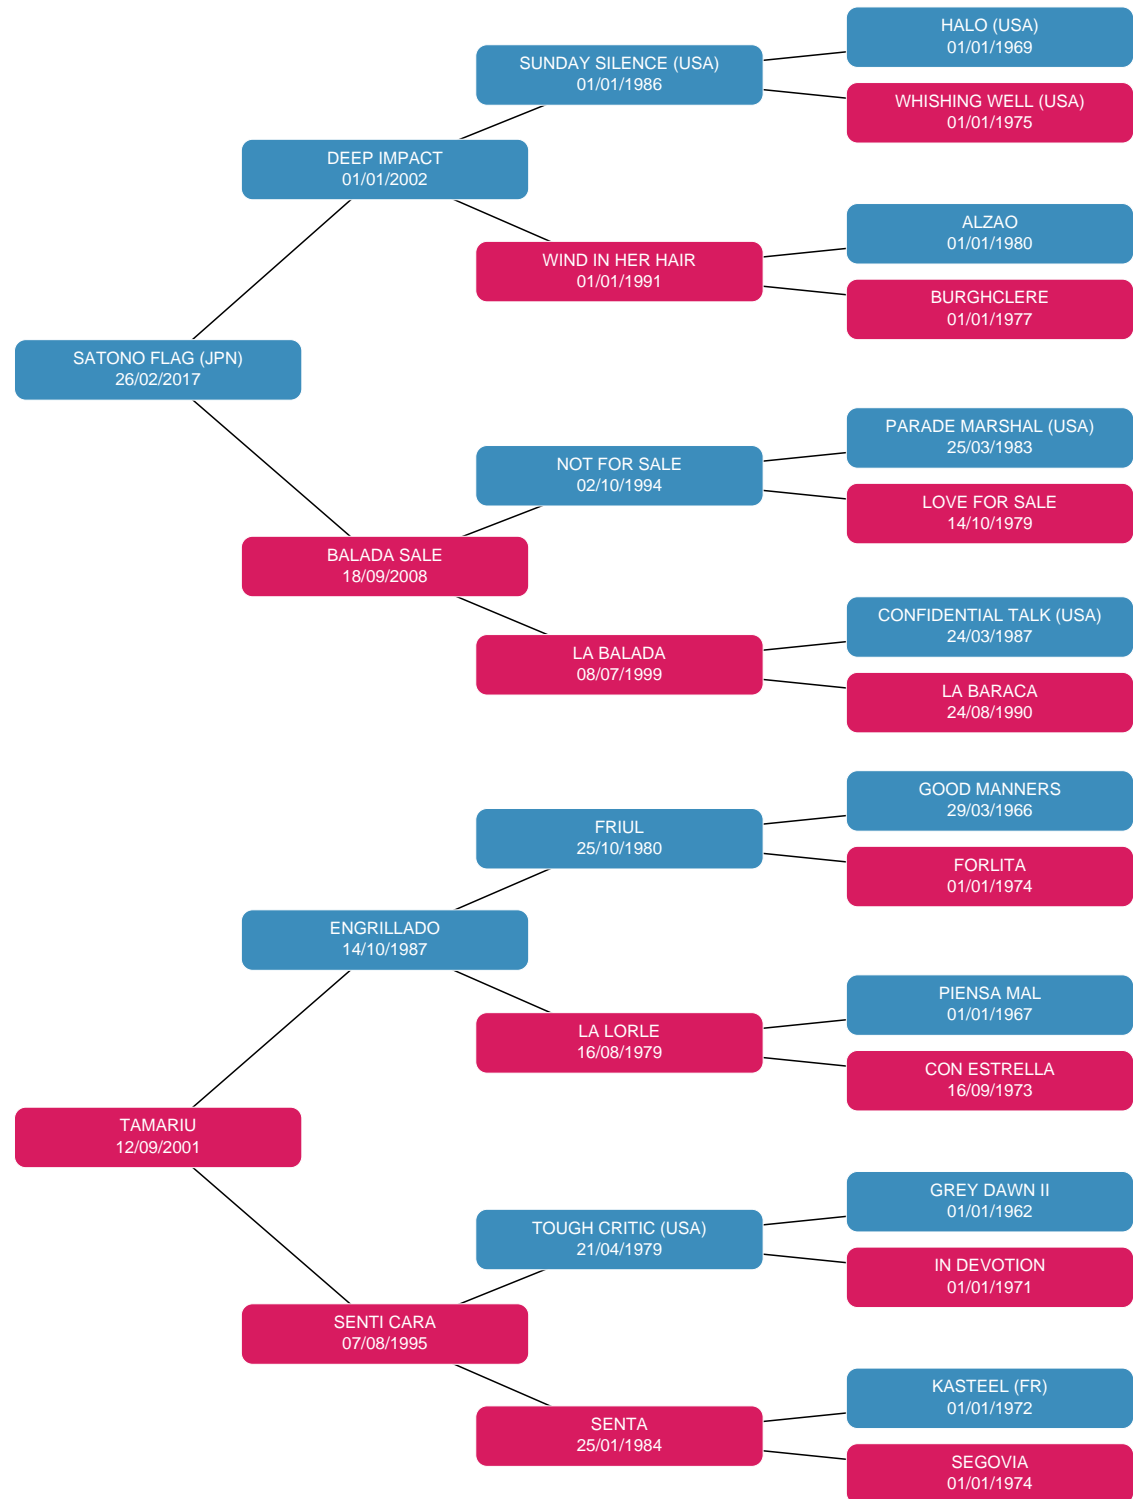 HALO (USA)
01/01/1969
SUNDAY SILENCE (USA)
01/01/1986
WHISHING WELL (USA)
01/01/1975
DEEP IMPACT
01/01/2002
ALZAO
01/01/1980
WIND IN HER HAIR
01/01/1991
BURGHCLERE
01/01/1977
SATONO FLAG (JPN)
26/02/2017
PARADE MARSHAL (USA)
25/03/1983
NOT FOR SALE
02/10/1994
LOVE FOR SALE
14/10/1979
BALADA SALE
18/09/2008
CONFIDENTIAL TALK (USA)
24/03/1987
LA BALADA
08/07/1999
LA BARACA
24/08/1990
GOOD MANNERS
29/03/1966
FRIUL
25/10/1980
FORLITA
01/01/1974
ENGRILLADO
14/10/1987
PIENSA MAL
01/01/1967
LA LORLE
16/08/1979
CON ESTRELLA
16/09/1973
TAMARIU
12/09/2001
GREY DAWN II
01/01/1962
TOUGH CRITIC (USA)
21/04/1979
IN DEVOTION
01/01/1971
SENTI CARA
07/08/1995
KASTEEL (FR)
01/01/1972
SENTA
25/01/1984
SEGOVIA
01/01/1974